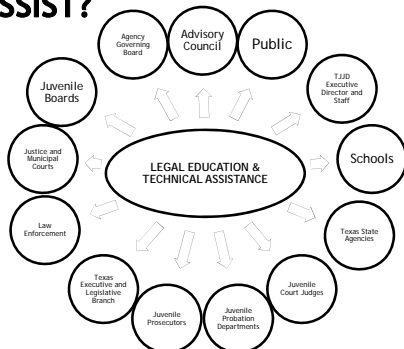 SSIST?
Agency
Governing
Board
Advisory
Council
Public
TJJD
Executive
Director and
Staff
Schools
Texas State
Agencies
Juvenile
Court Judges
Juvenile
Probation
Departments
Juvenile
Prosecutors
Texas
Executive and
Legislative
Branch
Law
Enforcement
Justice and
Municipal
Courts
Juvenile
Boards
LEGAL EDUCATION &
TECHNICAL ASSISTANCE